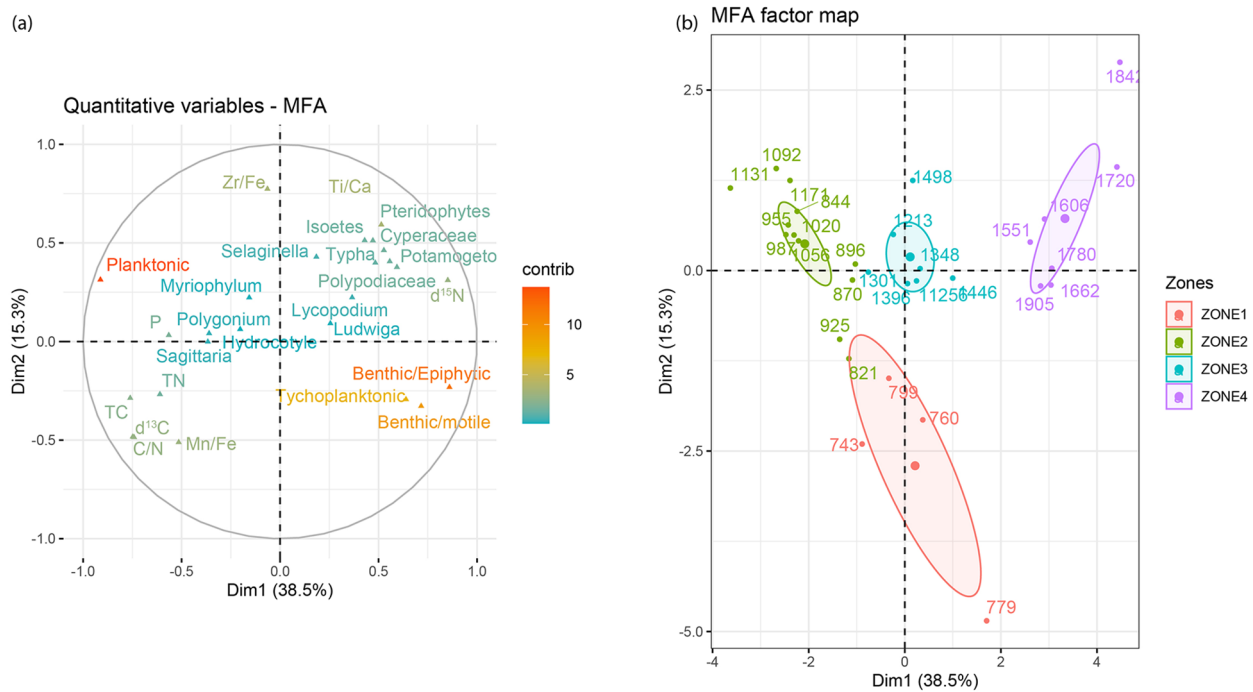 (a)
Quantitative variables - MFA
1.0
0.5
0.0
-0.5
-1.0
Dim2 (15.3%)
Zr/Fe
Ti/Ca
Pteridophytes
Isoetes
Cyperaceae
Selaginella
Typha
Potamogeto
Planktonic
Polypodiaceae
Myriophylum
d¹⁵N
Lycopodium
P
Polygonium
Ludwiga
Hydrocotyle
Sagittaria
Benthic/Epiphytic
TN
Tychoplanktonic
TC
Benthic/motile
d¹³C
C/N
Mn/Fe
-1.0
-0.5
0.0
0.5
1.0
Dim1 (38.5%)
contrib
10
5
(b)
MFA factor map
2.5
0.0
-2.5
-5.0
Dim2 (15.3%)
1842
1092
1131
1498
1720
1171
844
955
1020
1213
1606
1551
987
1056
896
1348
1780
870
1301
1396
11256
1446
1905
1662
925
821
799
760
743
779
-4
-2
0
2
4
Dim1 (38.5%)
Zones
ZONE1
ZONE2
ZONE3
ZONE4